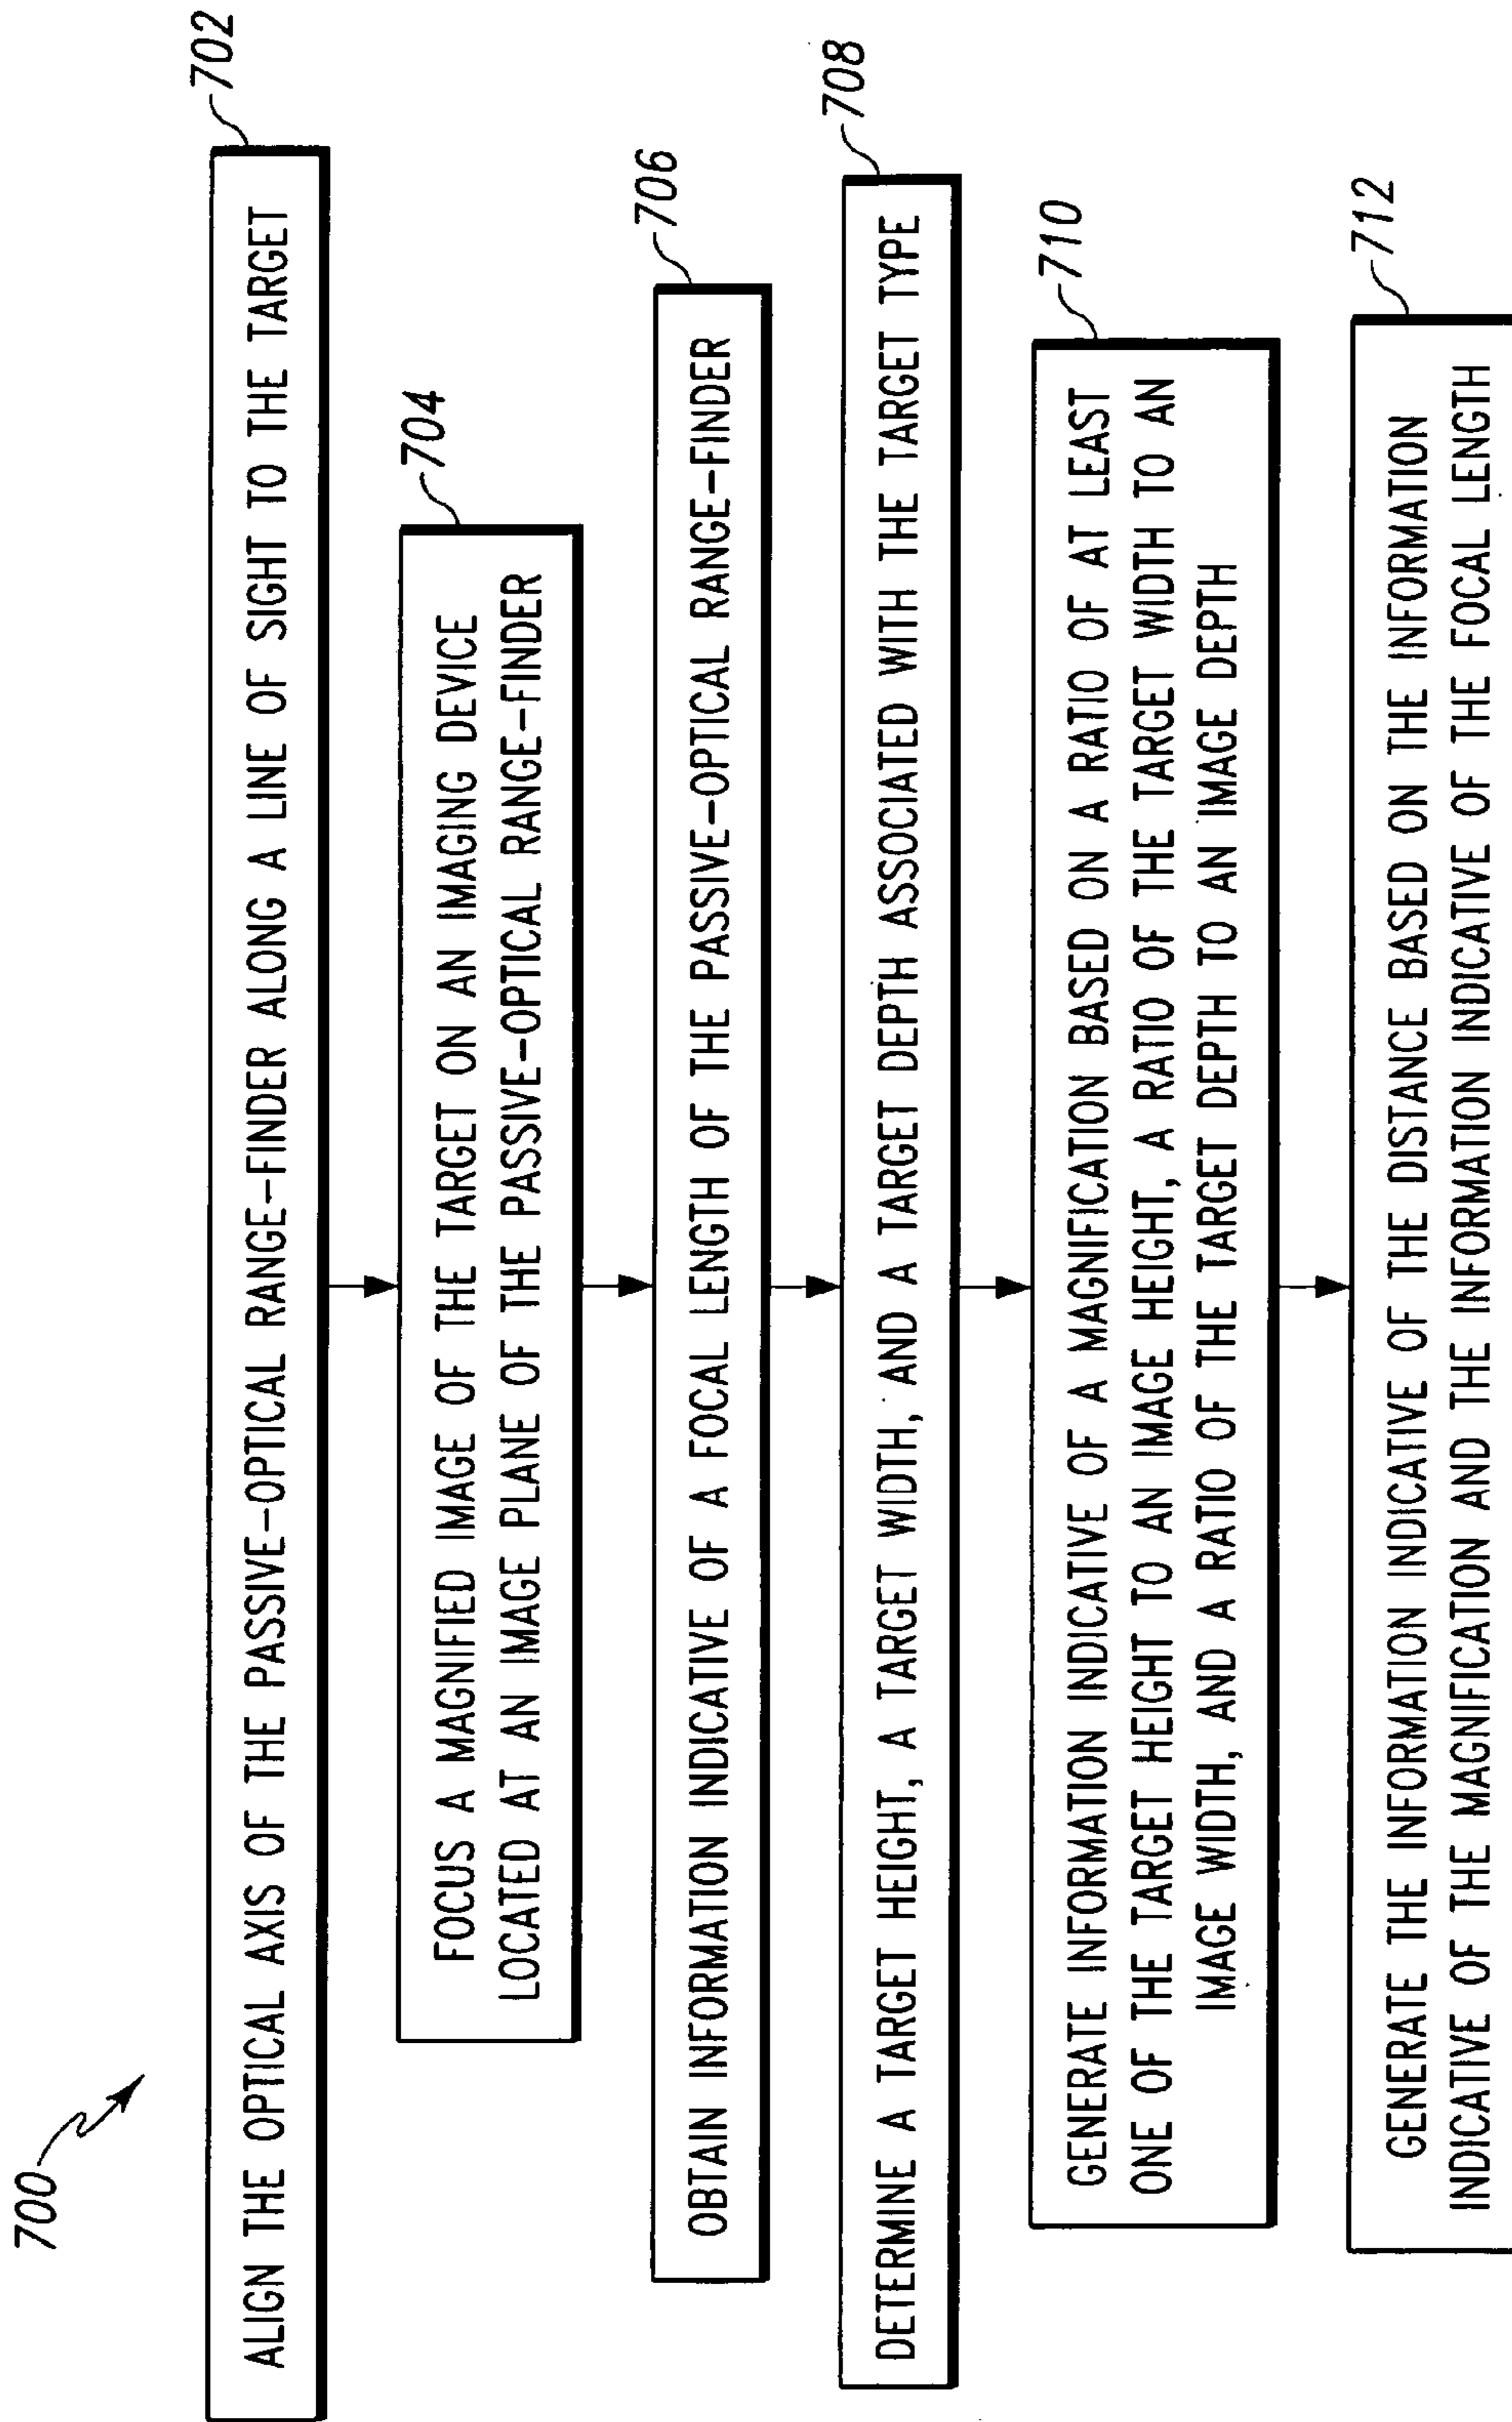 700
702
ALIGN THE OPTICAL AXIS OF THE PASSIVE-OPTICAL RANGE-FINDER ALONG A LINE OF SIGHT TO THE TARGET
704
FOCUS A MAGNIFIED IMAGE OF THE TARGET ON AN IMAGING DEVICE
LOCATED AT AN IMAGE PLANE OF THE PASSIVE-OPTICAL RANGE-FINDER
706
OBTAIN INFORMATION INDICATIVE OF A FOCAL LENGTH OF THE PASSIVE-OPTICAL RANGE-FINDER
708
DETERMINE A TARGET HEIGHT, A TARGET WIDTH, AND A TARGET DEPTH ASSOCIATED WITH THE TARGET TYPE
710
GENERATE INFORMATION INDICATIVE OF A MAGNIFICATION BASED ON A RATIO OF AT LEAST
ONE OF THE TARGET HEIGHT TO AN IMAGE HEIGHT, A RATIO OF THE TARGET WIDTH TO AN
IMAGE WIDTH, AND A RATIO OF THE TARGET DEPTH TO AN IMAGE DEPTH
712
GENERATE THE INFORMATION INDICATIVE OF THE DISTANCE BASED ON THE INFORMATION
INDICATIVE OF THE MAGNIFICATION AND THE INFORMATION INDICATIVE OF THE FOCAL LENGTH